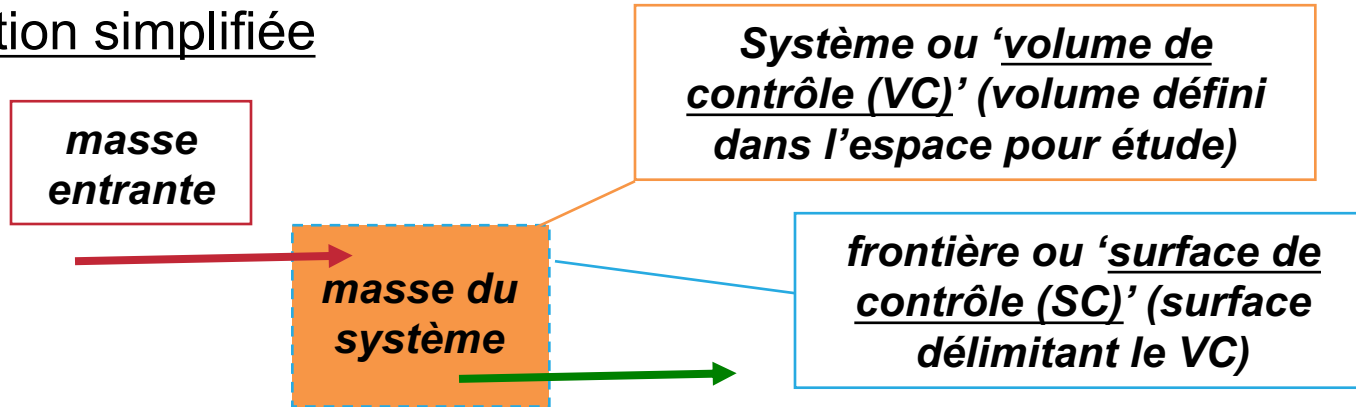 tion simplifiée
masse
entrante
Système ou ‘volume de
contrôle (VC)’ (volume défini
dans l’espace pour étude)
masse du
système
frontière ou ‘surface de
contrôle (SC)’ (surface
délimitant le VC)